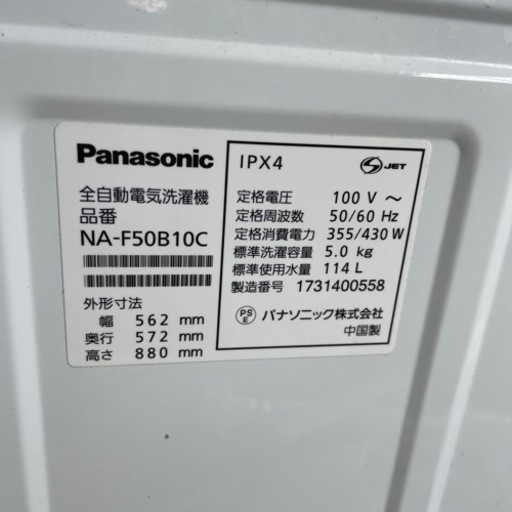 Panasonic
全自動電気洗濯機
品番
NA-F50B10C
外形寸法
幅 562 mm
奥行 572 mm
高さ 880 mm
IPX4
S JET
定格電圧 100 V ～
定格周波数 50/60 Hz
定格消費電力 355/430 W
標準洗濯容量 5.0 kg
標準使用水量 114 L
製造番号 1731400558
PS E パナソニック株式会社
中国製